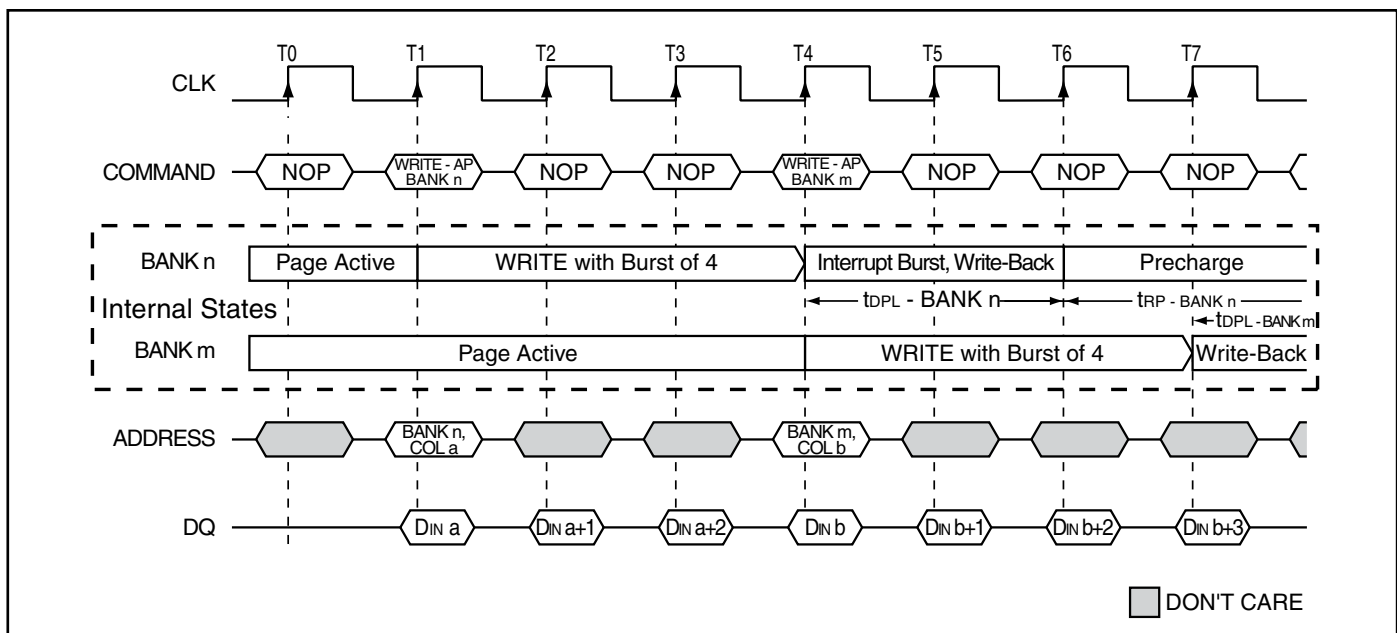 T0 T1 T2 T3 T4 T5 T6 T7
CLK
COMMAND NOP WRITE - AP BANK n NOP NOP WRITE - AP BANK m NOP NOP NOP
BANK n Page Active WRITE with Burst of 4 Interrupt Burst, Write-Back Precharge
tDPL - BANK n tRP - BANK n
Internal States
tDPL - BANK m
BANK m Page Active WRITE with Burst of 4 Write-Back
ADDRESS BANK n, COL a BANK m, COL b
DQ DIN a DIN a+1 DIN a+2 DIN b DIN b+1 DIN b+2 DIN b+3
DON'T CARE